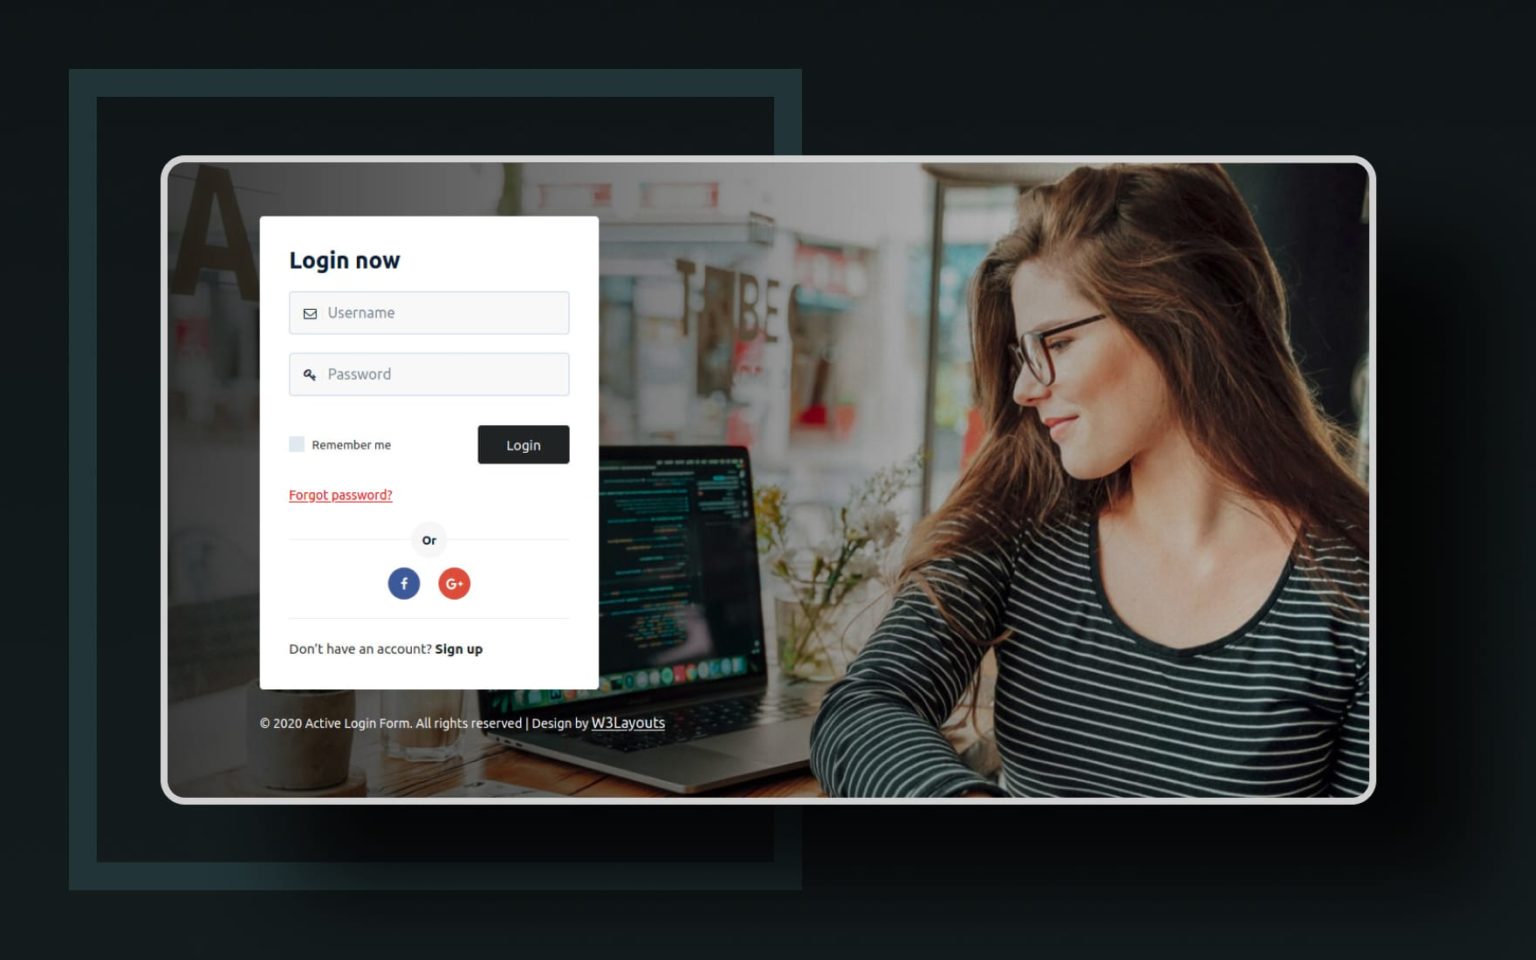 Login now
Username
Password
Remember me
Login
Forgot password?
Or
f
G+
Don't have an account? Sign up
© 2020 Active Login Form. All rights reserved | Design by W3Layouts